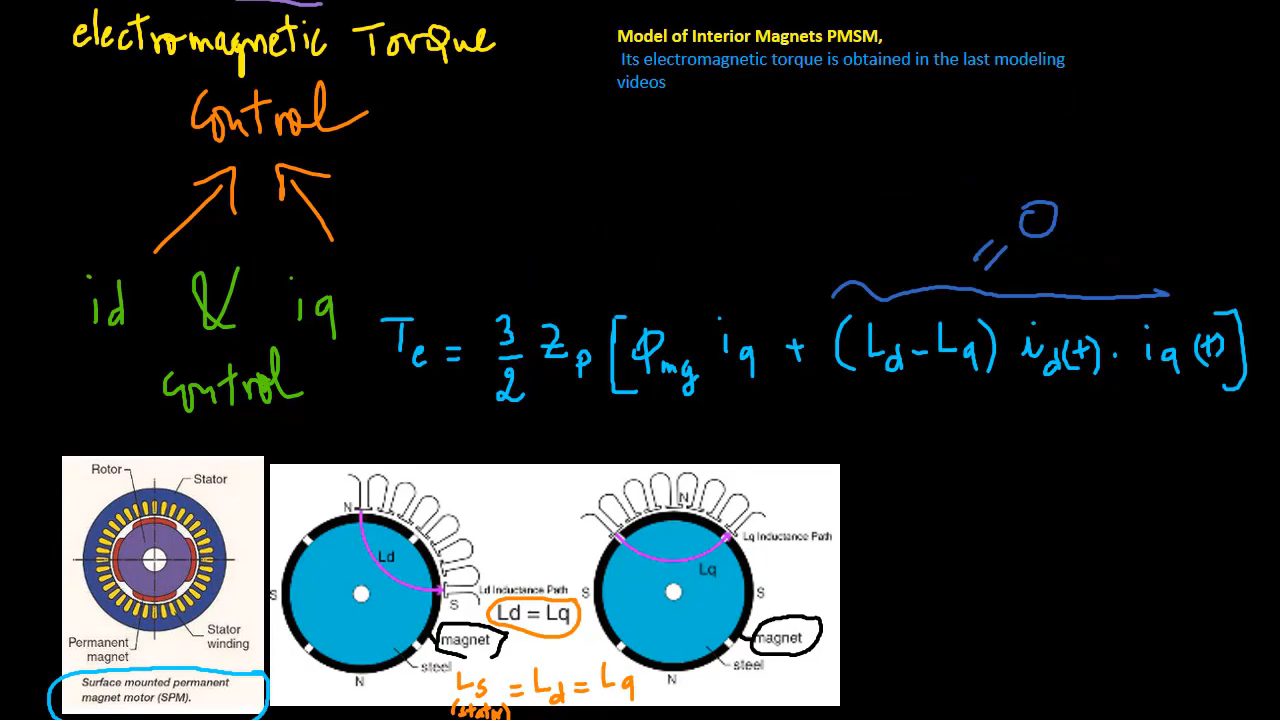 electromagnetic Torque
Control
id & iq
control
Model of Interior Magnets PMSM,
Its electromagnetic torque is obtained in the last modeling
videos
= 0
Te = 3/2 Zp [ φmg iq + (Ld - Lq) id(t) . iq(t) ]
Rotor
Stator
Permanent
magnet
Stator
winding
Surface mounted permanent
magnet motor (SPM).
N
Ld
S
Ld Inductance Path
S
Ld = Lq
magnet
steel
N
N
Lq Inductance Path
Lq
S
S
magnet
steel
N
Ls = Ld = Lq